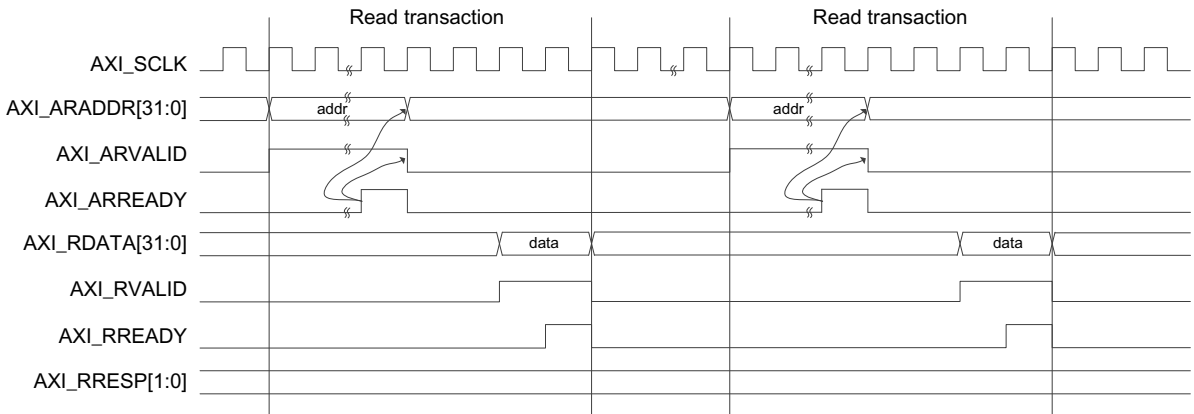 Read transaction Read transaction
AXI_SCLK
AXI_ARADDR[31:0] addr addr
AXI_ARVALID
AXI_ARREADY
AXI_RDATA[31:0] data data
AXI_RVALID
AXI_RREADY
AXI_RRESP[1:0]